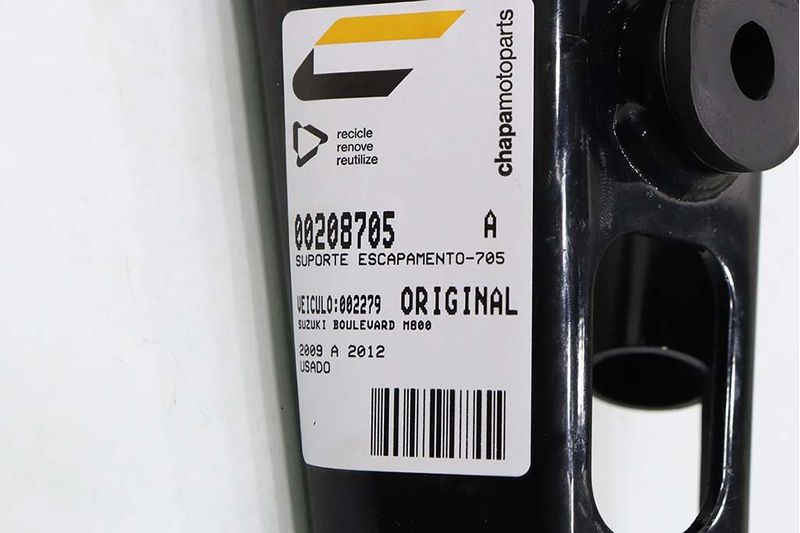 chapamotoparts
recicle
renove
reutilize
00208705 A
SUPORTE ESCAPAMENTO-705
VEICULO:002279 ORIGINAL
SUZUKI BOULEVARD M800
2009 A 2012
USADO